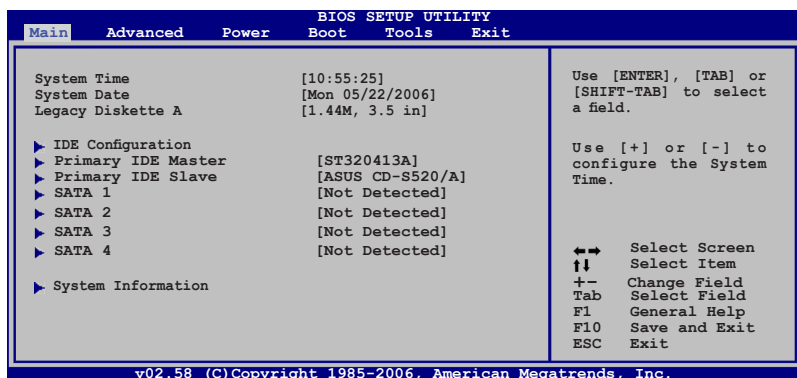 BIOS SETUP UTILITY
Main Advanced Power Boot Tools Exit
System Time [10:55:25]
System Date [Mon 05/22/2006]
Legacy Diskette A [1.44M, 3.5 in]
IDE Configuration
Primary IDE Master [ST320413A]
Primary IDE Slave [ASUS CD-S520/A]
SATA 1 [Not Detected]
SATA 2 [Not Detected]
SATA 3 [Not Detected]
SATA 4 [Not Detected]
System Information
Use [ENTER], [TAB] or
[SHIFT-TAB] to select
a field.
Use [+] or [-] to
configure the System
Time.
←→ Select Screen
↑↓ Select Item
+- Change Field
Tab Select Field
F1 General Help
F10 Save and Exit
ESC Exit
v02.58 (C)Copyright 1985-2006, American Megatrends, Inc.